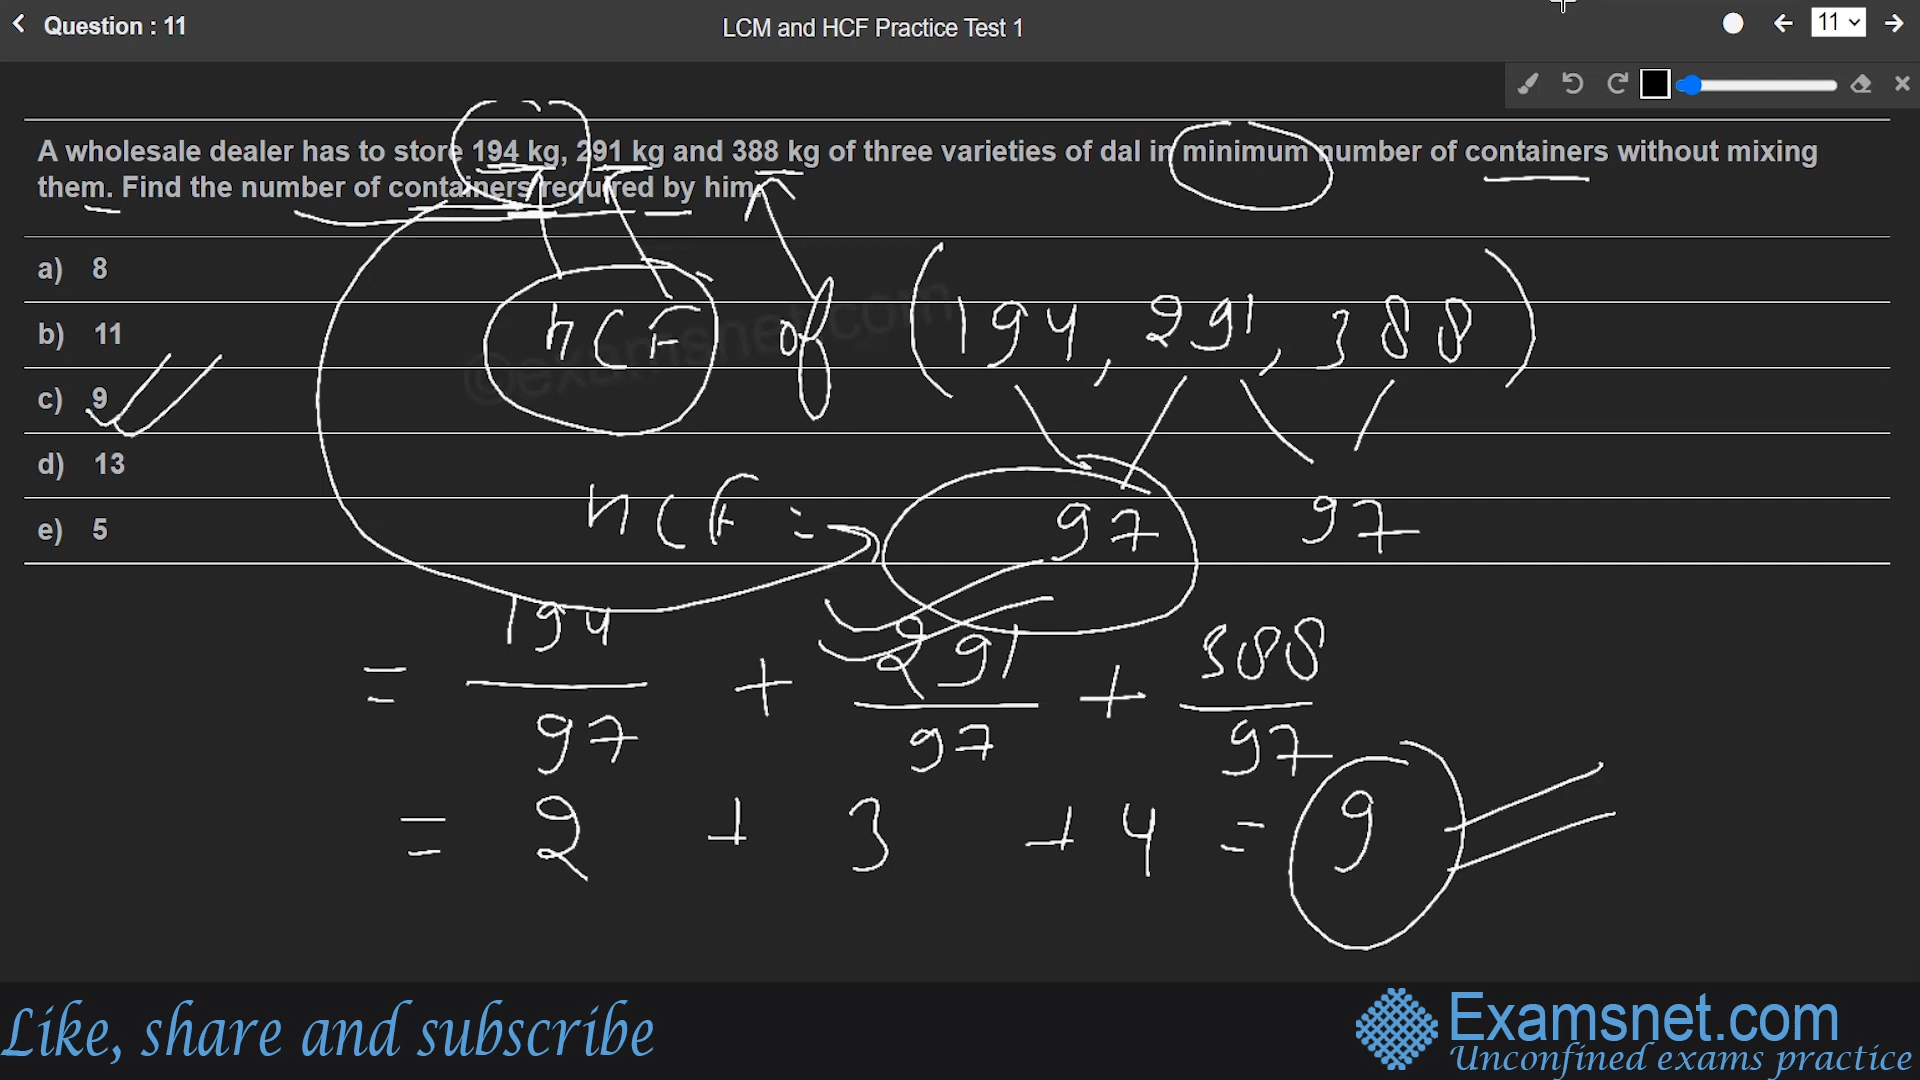 Question : 11
LCM and HCF Practice Test 1
11
A wholesale dealer has to store 194 kg, 291 kg and 388 kg of three varieties of dal in minimum number of containers without mixing
them. Find the number of containers required by him.
a) 8
b) 11
c) 9
d) 13
e) 5
HCF of (194, 291, 388)
©examsnet.com
HCF = 97 97
= 194/97 + 291/97 + 388/97
= 2 + 3 + 4 = 9
Like, share and subscribe
Examsnet.com
Unconfined exams practice